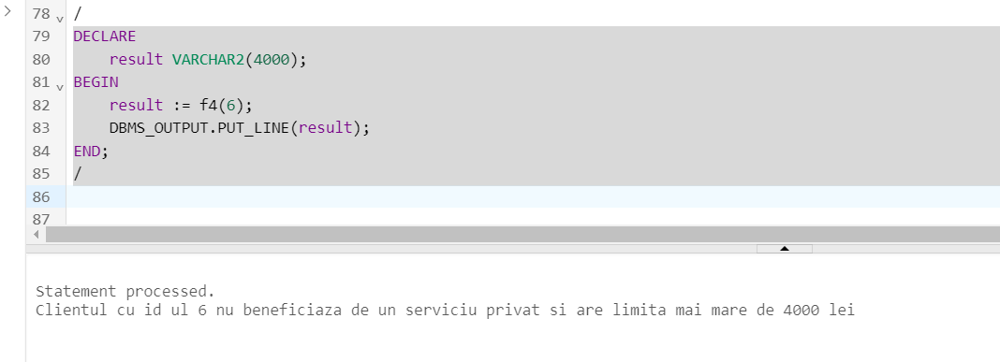 78 /
79 DECLARE
80 result VARCHAR2(4000);
81 BEGIN
82 result := f4(6);
83 DBMS_OUTPUT.PUT_LINE(result);
84 END;
85 /
86
87
Statement processed.
Clientul cu id ul 6 nu beneficiaza de un serviciu privat si are limita mai mare de 4000 lei